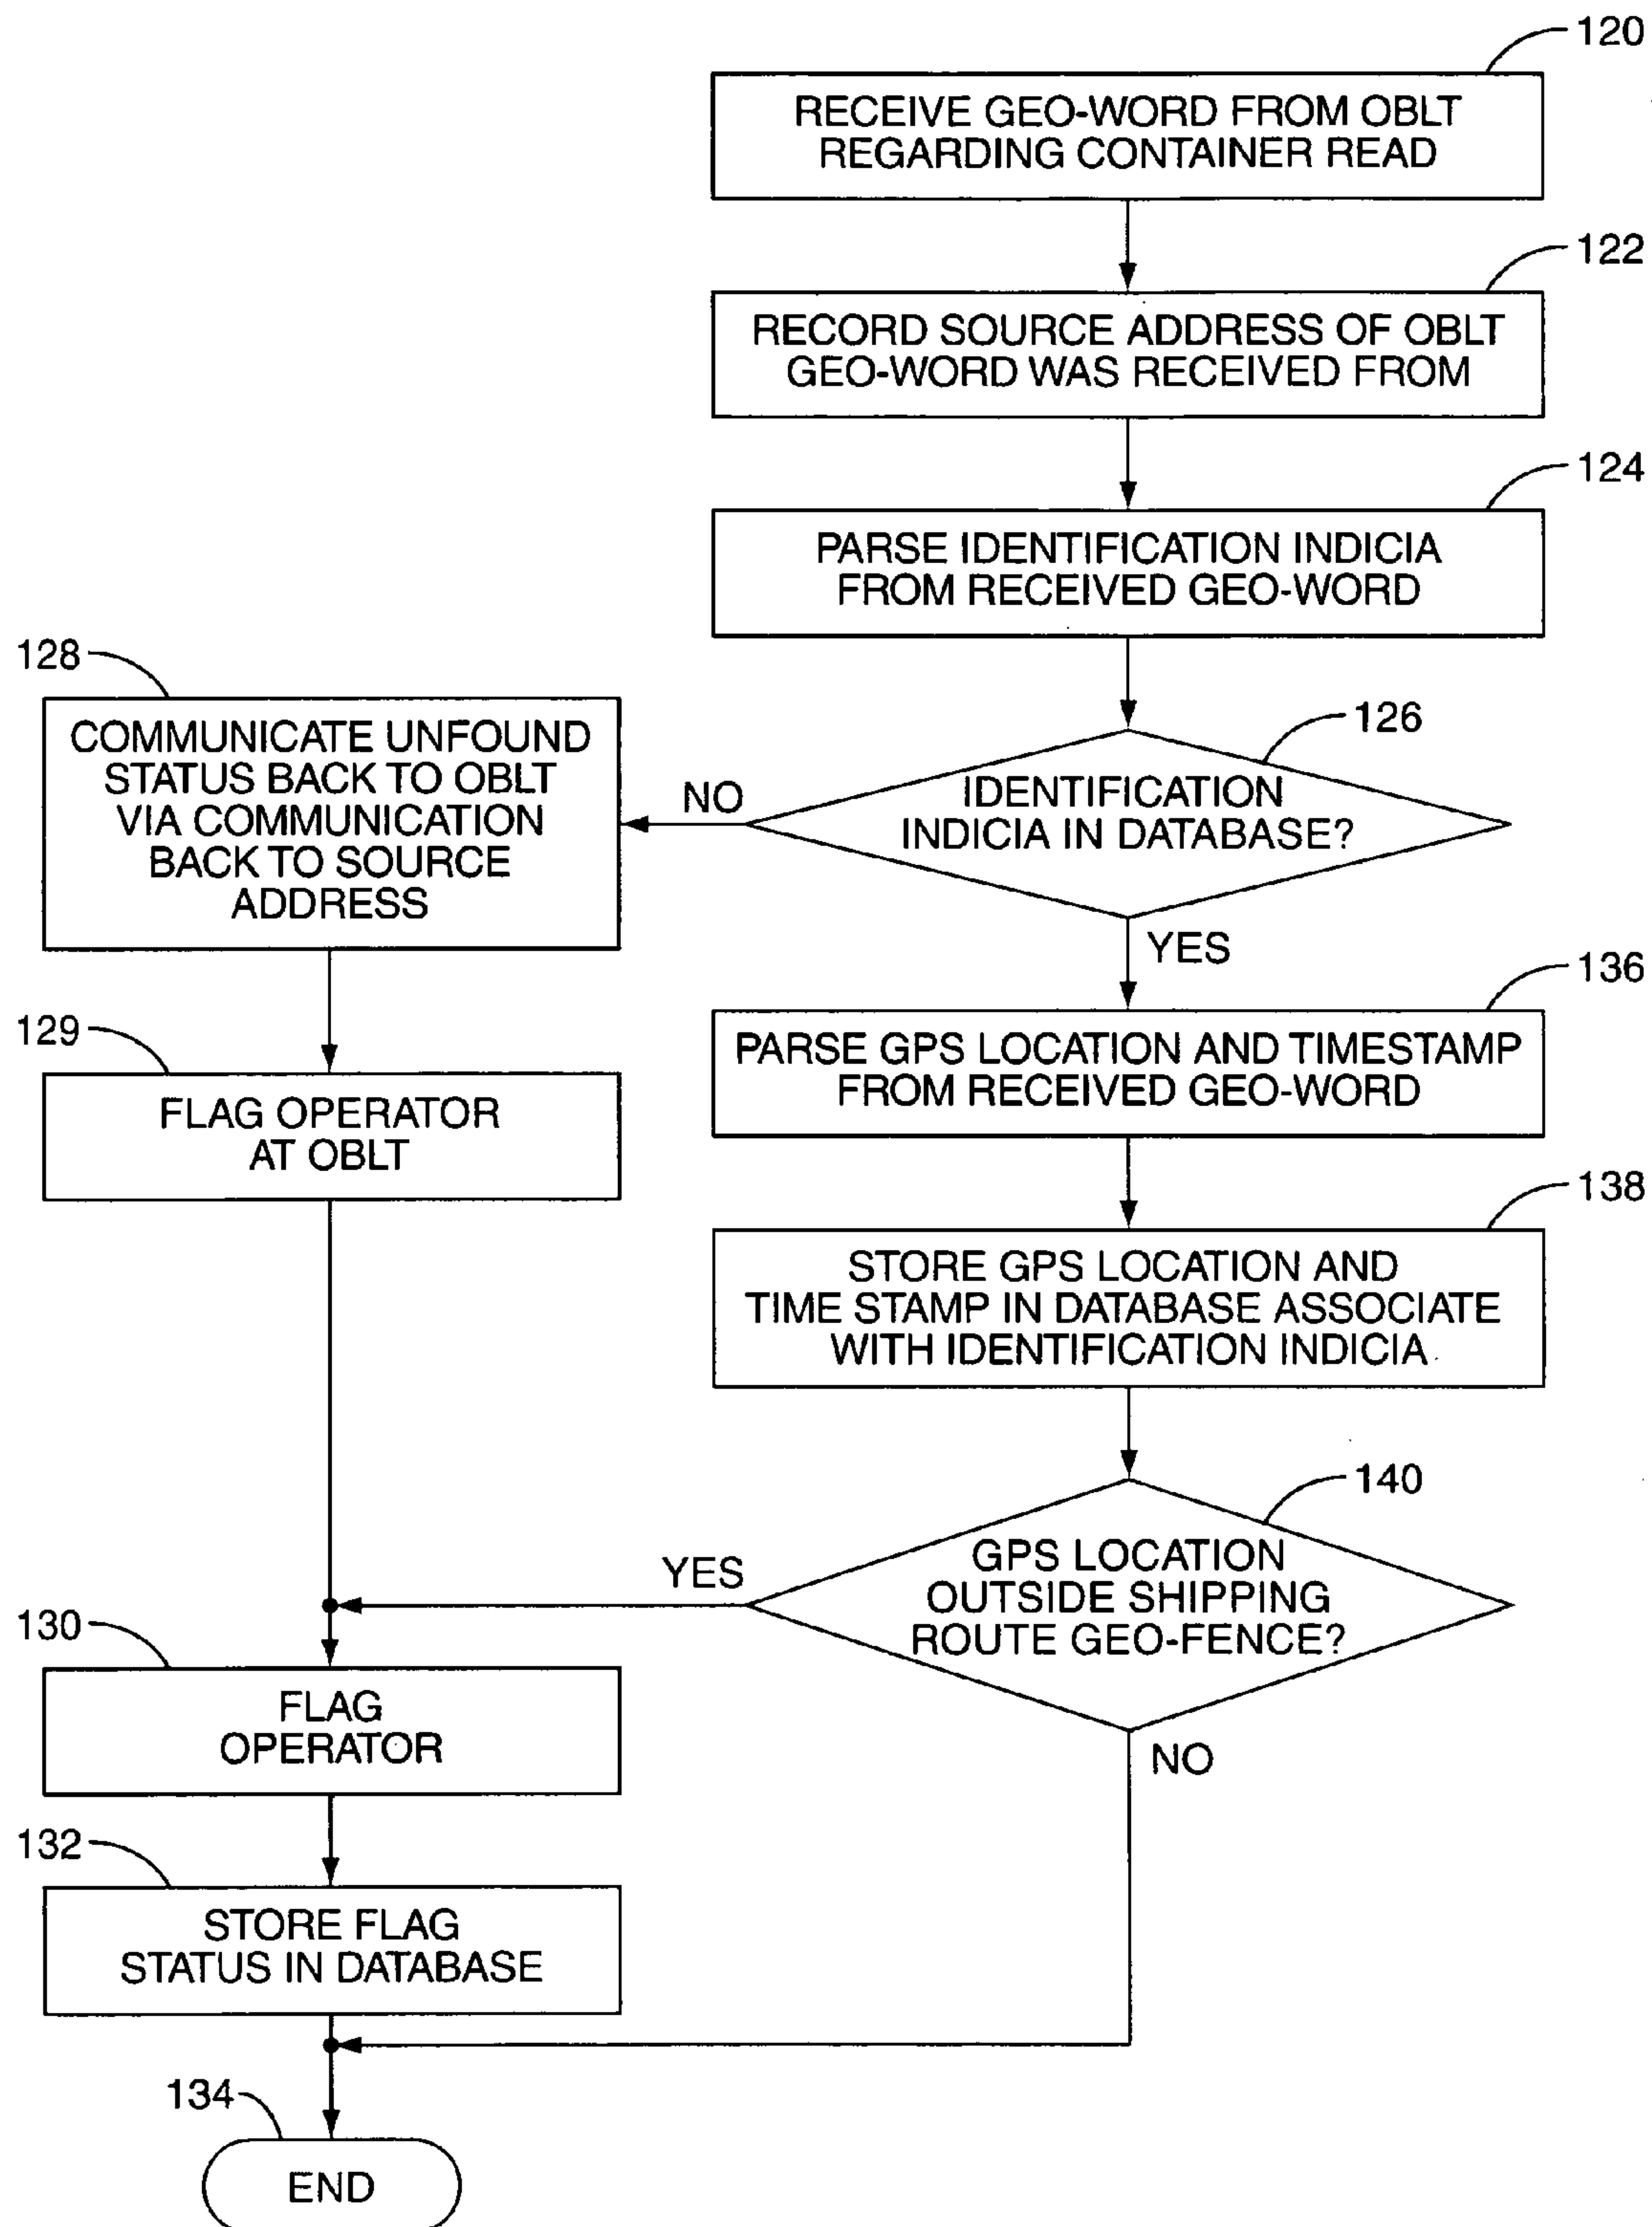 120
RECEIVE GEO-WORD FROM OBLT
REGARDING CONTAINER READ
122
RECORD SOURCE ADDRESS OF OBLT
GEO-WORD WAS RECEIVED FROM
124
PARSE IDENTIFICATION INDICIA
FROM RECEIVED GEO-WORD
126
IDENTIFICATION
INDICIA IN DATABASE?
NO
YES
128
COMMUNICATE UNFOUND
STATUS BACK TO OBLT
VIA COMMUNICATION
BACK TO SOURCE
ADDRESS
129
FLAG OPERATOR
AT OBLT
136
PARSE GPS LOCATION AND TIMESTAMP
FROM RECEIVED GEO-WORD
138
STORE GPS LOCATION AND
TIME STAMP IN DATABASE ASSOCIATE
WITH IDENTIFICATION INDICIA
140
GPS LOCATION
OUTSIDE SHIPPING
ROUTE GEO-FENCE?
YES
NO
130
FLAG
OPERATOR
132
STORE FLAG
STATUS IN DATABASE
134
END